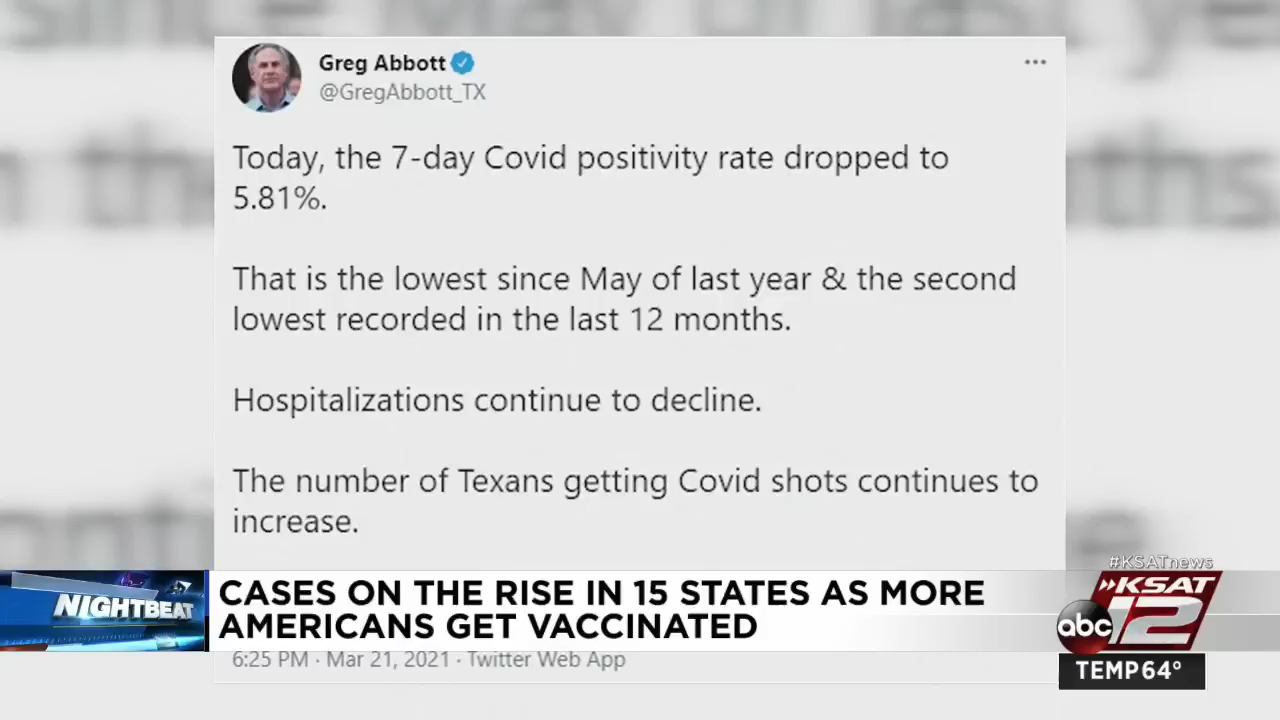 Greg Abbott
@GregAbbott_TX
Today, the 7-day Covid positivity rate dropped to
5.81%.
That is the lowest since May of last year & the second
lowest recorded in the last 12 months.
Hospitalizations continue to decline.
The number of Texans getting Covid shots continues to
increase.
#KSATnews
NIGHTBEAT
CASES ON THE RISE IN 15 STATES AS MORE
AMERICANS GET VACCINATED
KSAT
abc 12
6:25 PM · Mar 21, 2021 · Twitter Web App
TEMP 64°